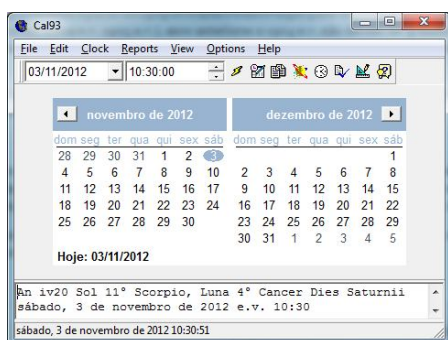 Cal93
File Edit Clock Reports View Options Help
03/11/2012 10:30:00
novembro de 2012 dezembro de 2012
dom seg ter qua qui sex sáb dom seg ter qua qui sex sáb
28 29 30 31 1 2 3 1
4 5 6 7 8 9 10 2 3 4 5 6 7 8
11 12 13 14 15 16 17 9 10 11 12 13 14 15
18 19 20 21 22 23 24 16 17 18 19 20 21 22
25 26 27 28 29 30 23 24 25 26 27 28 29
30 31 1 2 3 4 5
Hoje: 03/11/2012
An iv20 Sol 11° Scorpio, Luna 4° Cancer Dies Saturnii
sábado, 3 de novembro de 2012 e.v. 10:30
sábado, 3 de novembro de 2012 10:30:51